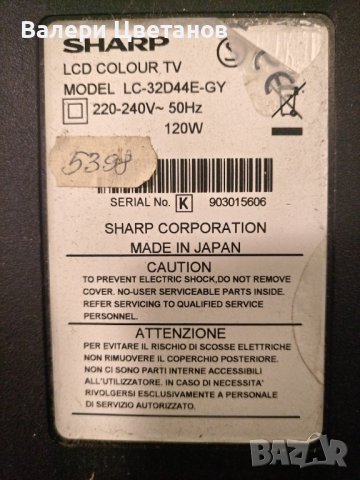 Валери Цветанов
SHARP
LCD COLOUR TV
MODEL LC-32D44E-GY
220-240V~ 50Hz
120W
5398
SERIAL No. K 903015606
SHARP CORPORATION
MADE IN JAPAN
CAUTION
TO PREVENT ELECTRIC SHOCK,DO NOT REMOVE
COVER. NO-USER SERVICEABLE PARTS INSIDE.
REFER SERVICING TO QUALIFIED SERVICE
PERSONNEL.
ATTENZIONE
PER EVITARE IL RISCHIO DI SCOSSE ELETTRICHE
NON RIMUOVERE IL COPERCHIO POSTERIORE.
NON CI SONO PARTI INTERNE ACCESSIBILI
ALL'UTILIZZATORE. IN CASO DI NECESSITA'
RIVOLGERSI ESCLUSIVAMENTE A PERSONALE
DI SERVIZIO AUTORIZZATO.
BAZAR